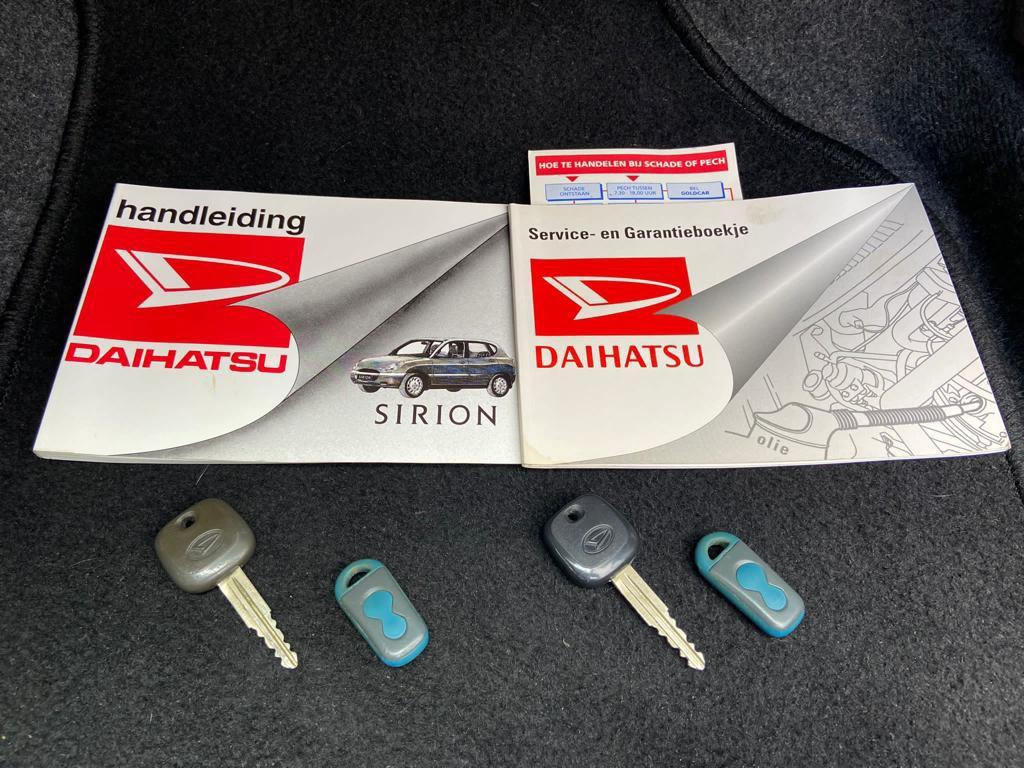 HOE TE HANDELEN BIJ SCHADE OF PECH
SCHADE
ONTSTAAN
PECH TUSSEN
7.30 - 18.00 UUR
BEL
GOLDCAR
handleiding
DAIHATSU
SIRION
Service- en Garantieboekje
DAIHATSU
olie